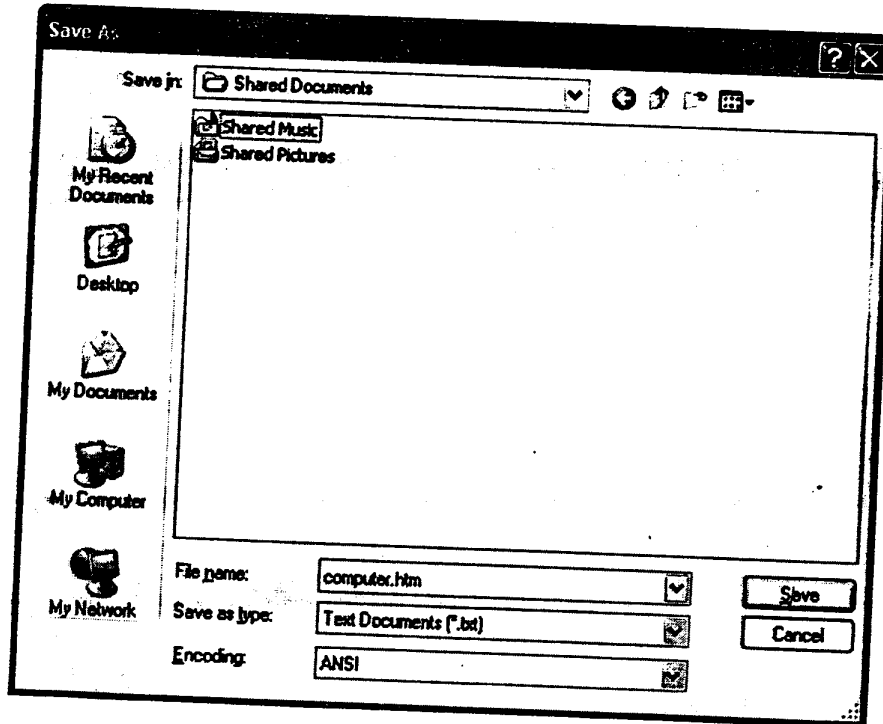 Save As
Save in: Shared Documents
Shared Music
Shared Pictures
My Recent
Documents
Desktop
My Documents
My Computer
My Network
File name: computer.htm
Save as type: Text Documents (*.txt)
Encoding: ANSI
Save
Cancel